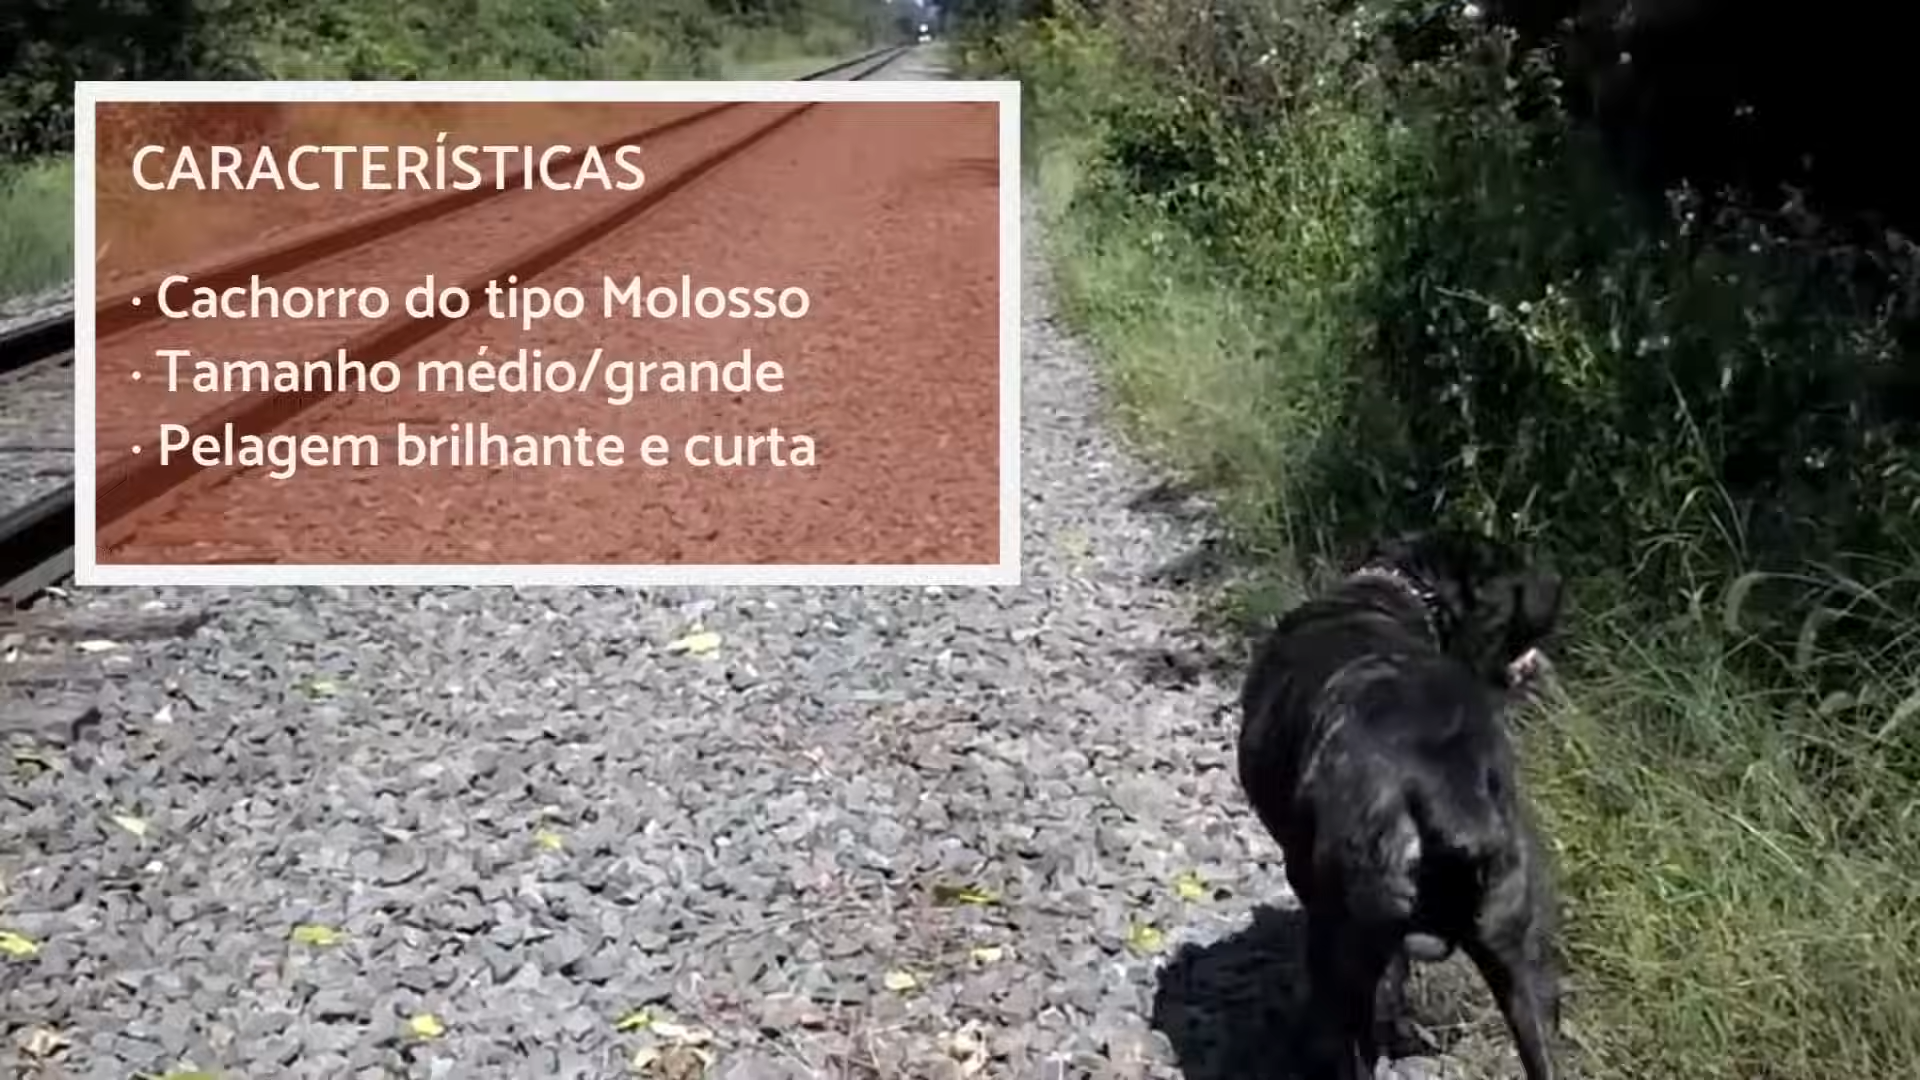 CARACTERÍSTICAS
· Cachorro do tipo Molosso
· Tamanho médio/grande
· Pelagem brilhante e curta